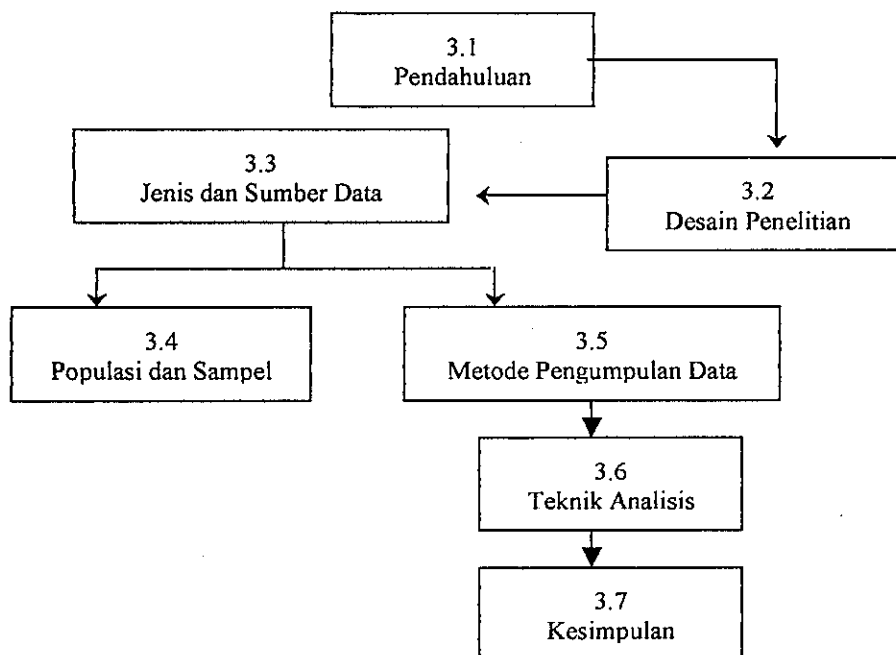 3.1
Pendahuluan
3.2
Desain Penelitian
3.3
Jenis dan Sumber Data
3.4
Populasi dan Sampel
3.5
Metode Pengumpulan Data
3.6
Teknik Analisis
3.7
Kesimpulan